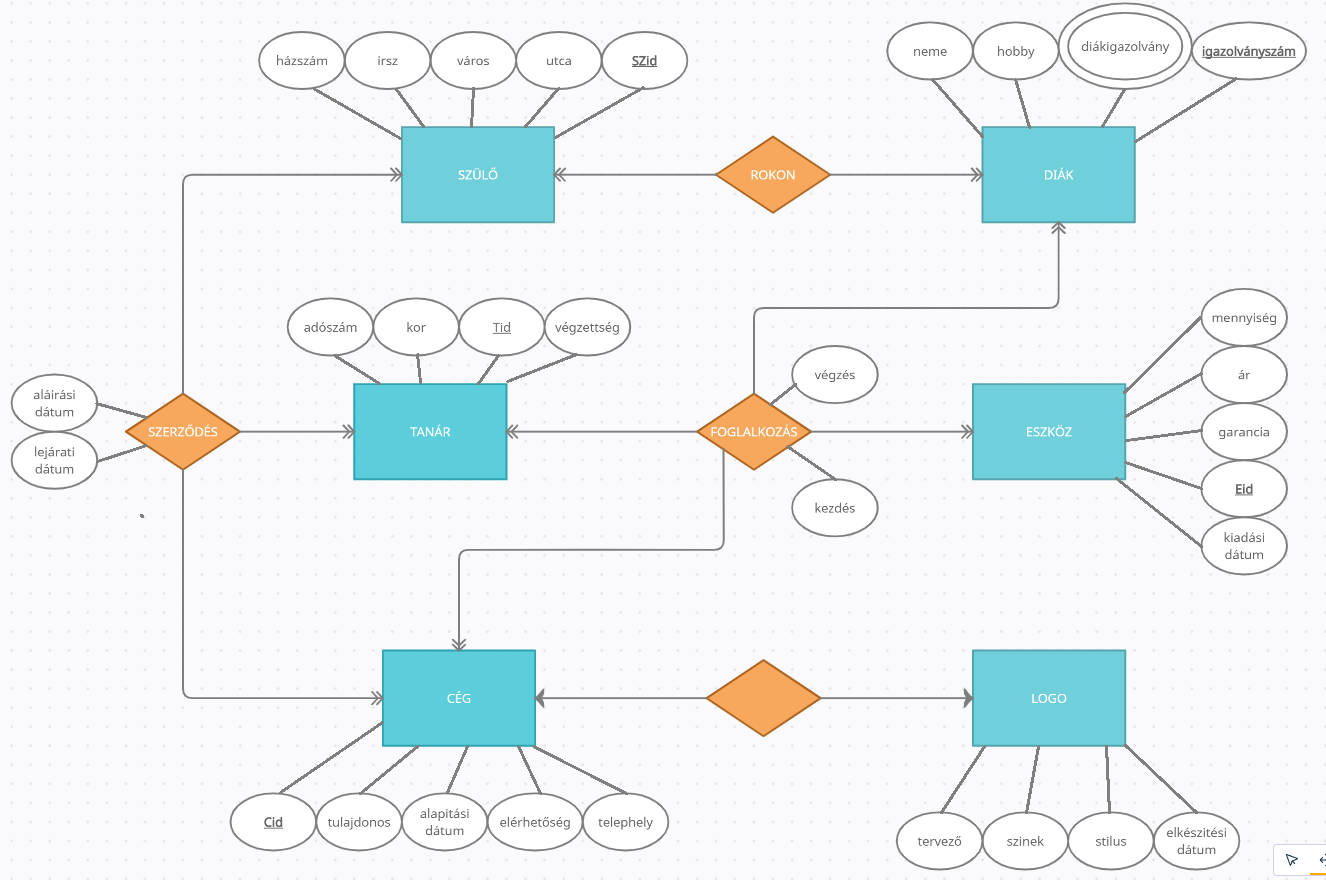 házszám
irsz
város
utca
SZid
neme
hobby
diákigazolvány
igazolványszám
SZÜLŐ
ROKON
DIÁK
adószám
kor
Tid
végzettség
mennyiség
ár
garancia
Eid
kiadási
dátum
végzés
aláirási
dátum
lejárati
dátum
SZERZŐDÉS
TANÁR
FOGLALKOZÁS
ESZKÖZ
kezdés
CÉG
LOGO
Cid
tulajdonos
alapitási
dátum
elérhetőség
telephely
tervező
szinek
stilus
elkészitési
dátum